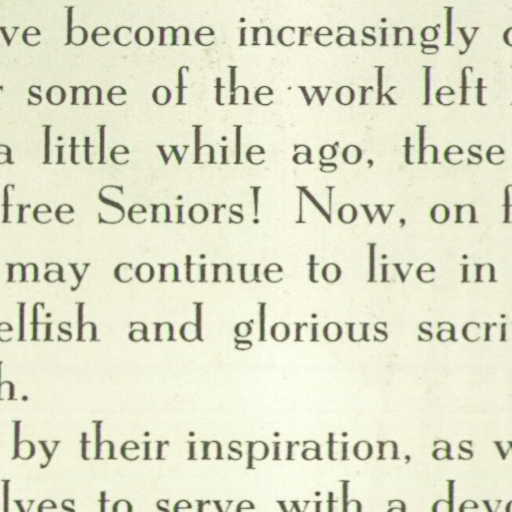 ve become increasingly
some of the work left
a little while ago, these
free Seniors! Now, on
may continue to live in
elfish and glorious sacri
h.
by their inspiration, as
lves to serve with a devo